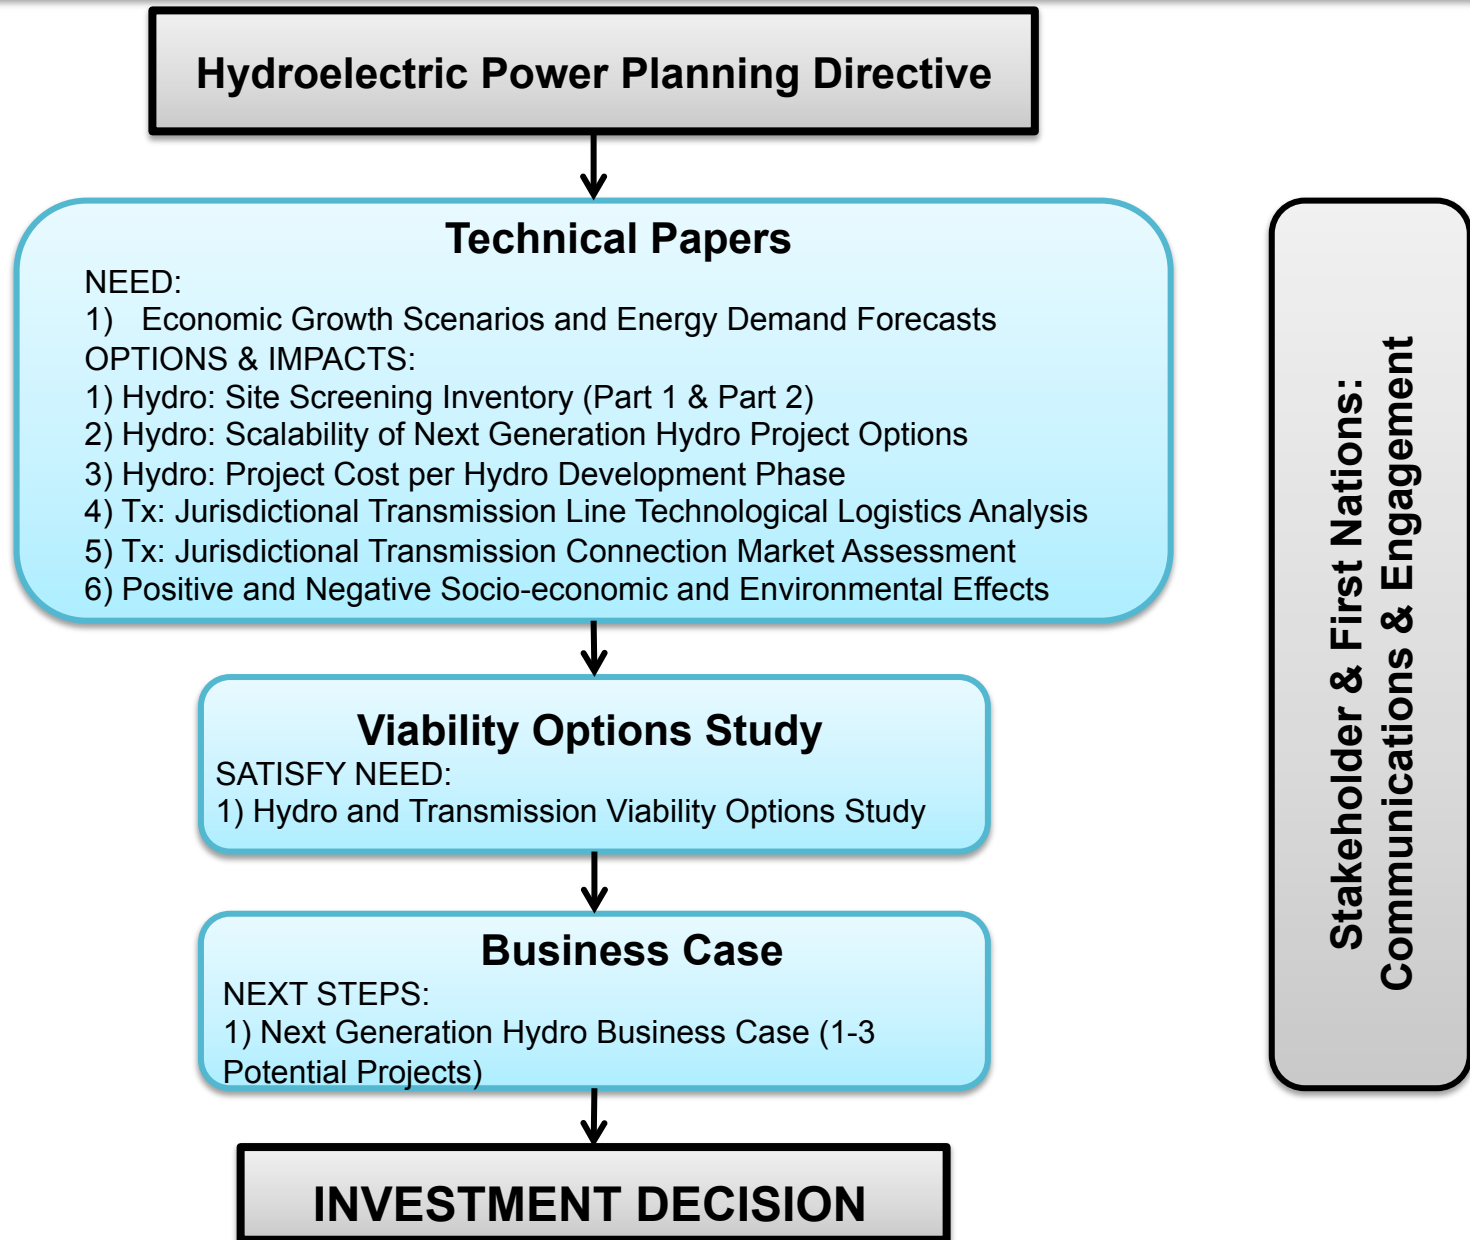 Hydroelectric Power Planning Directive
Technical Papers
NEED:
1) Economic Growth Scenarios and Energy Demand Forecasts
OPTIONS & IMPACTS:
1) Hydro: Site Screening Inventory (Part 1 & Part 2)
2) Hydro: Scalability of Next Generation Hydro Project Options
3) Hydro: Project Cost per Hydro Development Phase
4) Tx: Jurisdictional Transmission Line Technological Logistics Analysis
5) Tx: Jurisdictional Transmission Connection Market Assessment
6) Positive and Negative Socio-economic and Environmental Effects
Viability Options Study
SATISFY NEED:
1) Hydro and Transmission Viability Options Study
Business Case
NEXT STEPS:
1) Next Generation Hydro Business Case (1-3
Potential Projects)
INVESTMENT DECISION
Stakeholder & First Nations:
Communications & Engagement